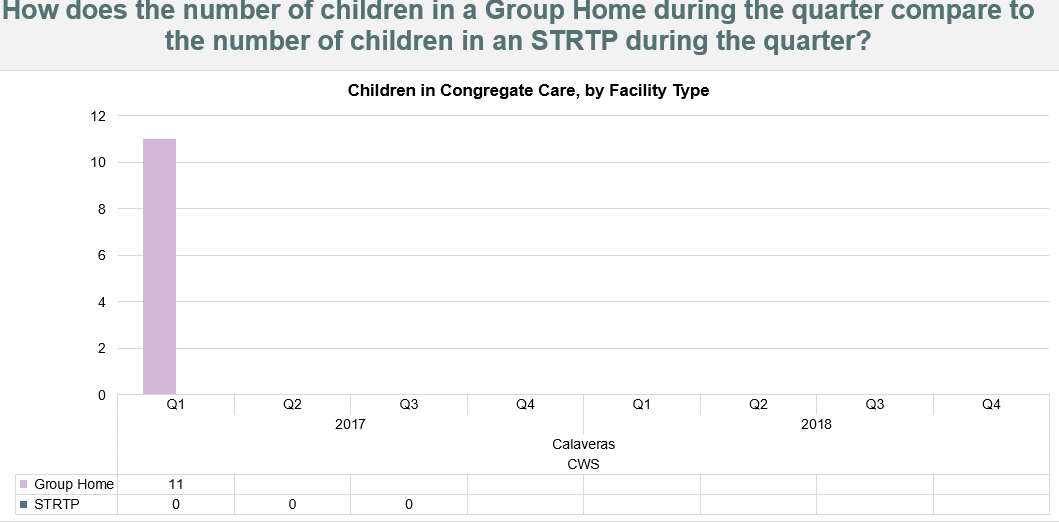 How does the number of children in a Group Home during the quarter compare to
the number of children in an STRTP during the quarter?
Children in Congregate Care, by Facility Type
12
10
8
6
4
2
0
Q1 Q2 Q3 Q4 Q1 Q2 Q3 Q4
2017 2018
Calaveras
CWS
Group Home 11
STRTP 0 0 0